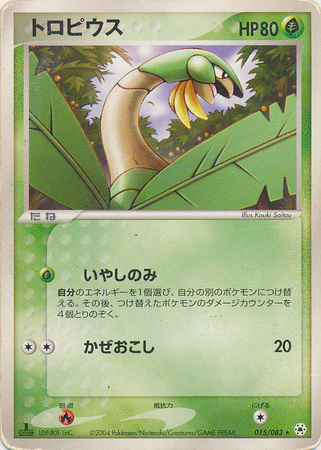 トロピウス HP80
たね
Illus. Kouki Saitou
いやしのみ
自分のエネルギーを1個選び、自分の別のポケモンにつけ替
える。その後、つけ替えたポケモンのダメージカウンターを
4個とりのぞく。
かぜおこし 20
弱点 抵抗力 にげる
1
LDP-80T-1HC ©2004 Pokémon/Nintendo/Creatures/GAME FREAK 015/083 ★